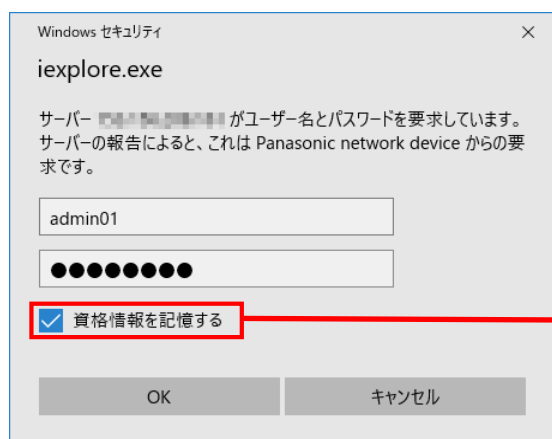 Windows セキュリティ
iexplore.exe
サーバー がユーザー名とパスワードを要求しています。
サーバーの報告によると、これは Panasonic network device からの要
求です。
admin01
●●●●●●●●
資格情報を記憶する
OK
キャンセル